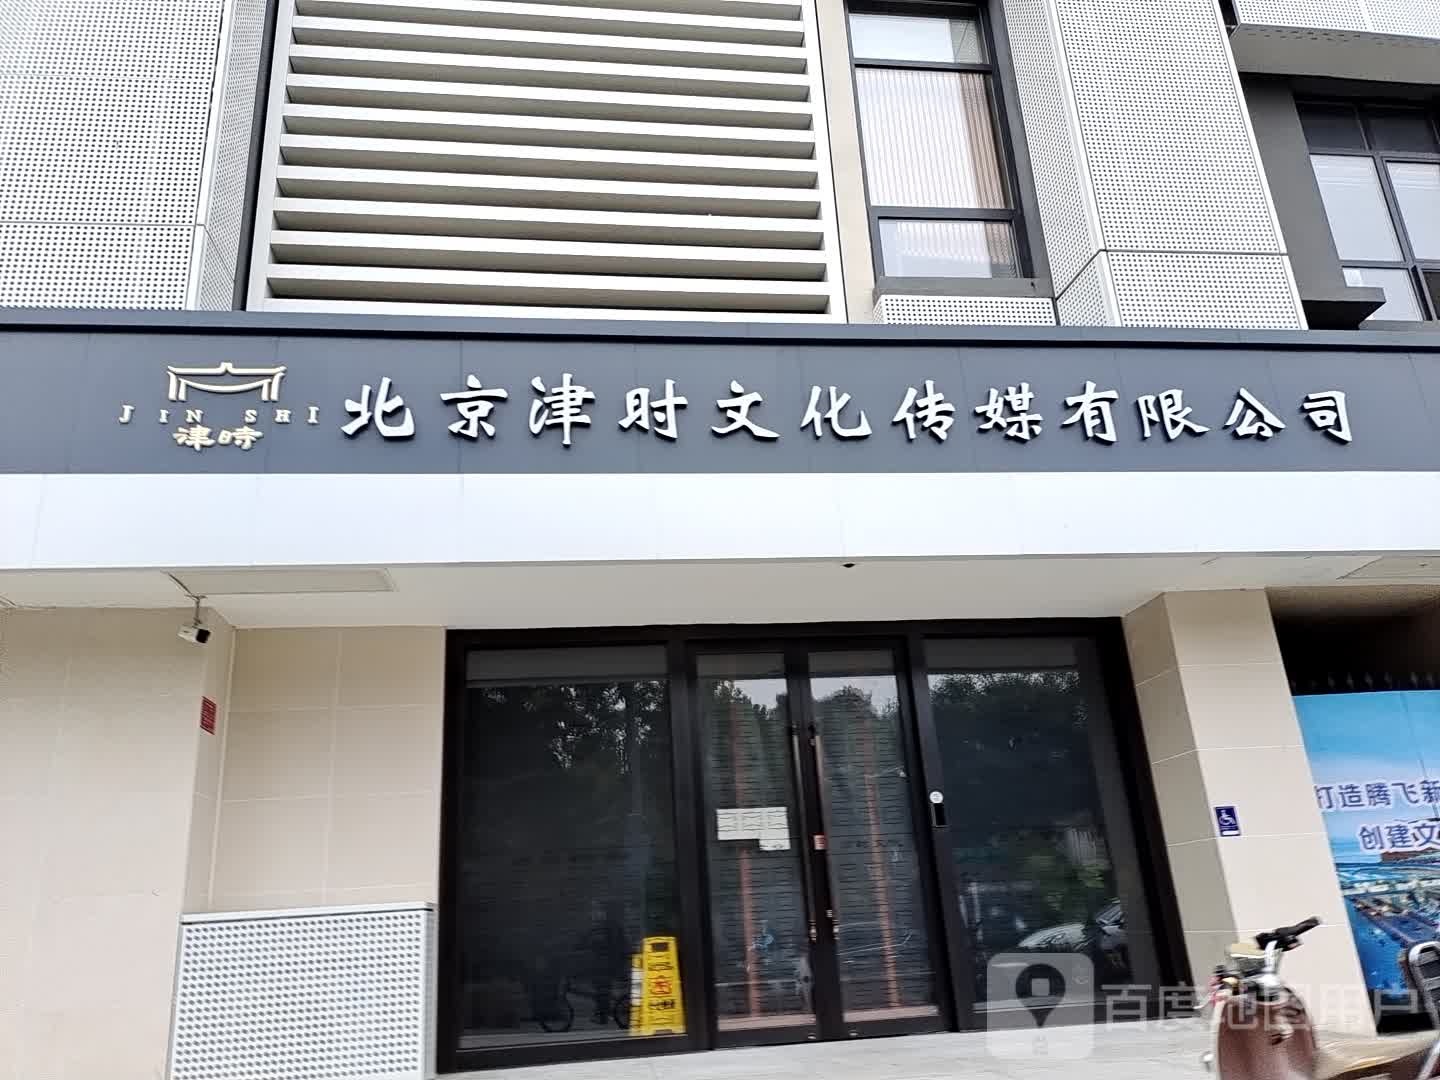 JIN SHI
津時
北京津时文化传媒有限公司
打造腾飞新
创建文
百度地图用户